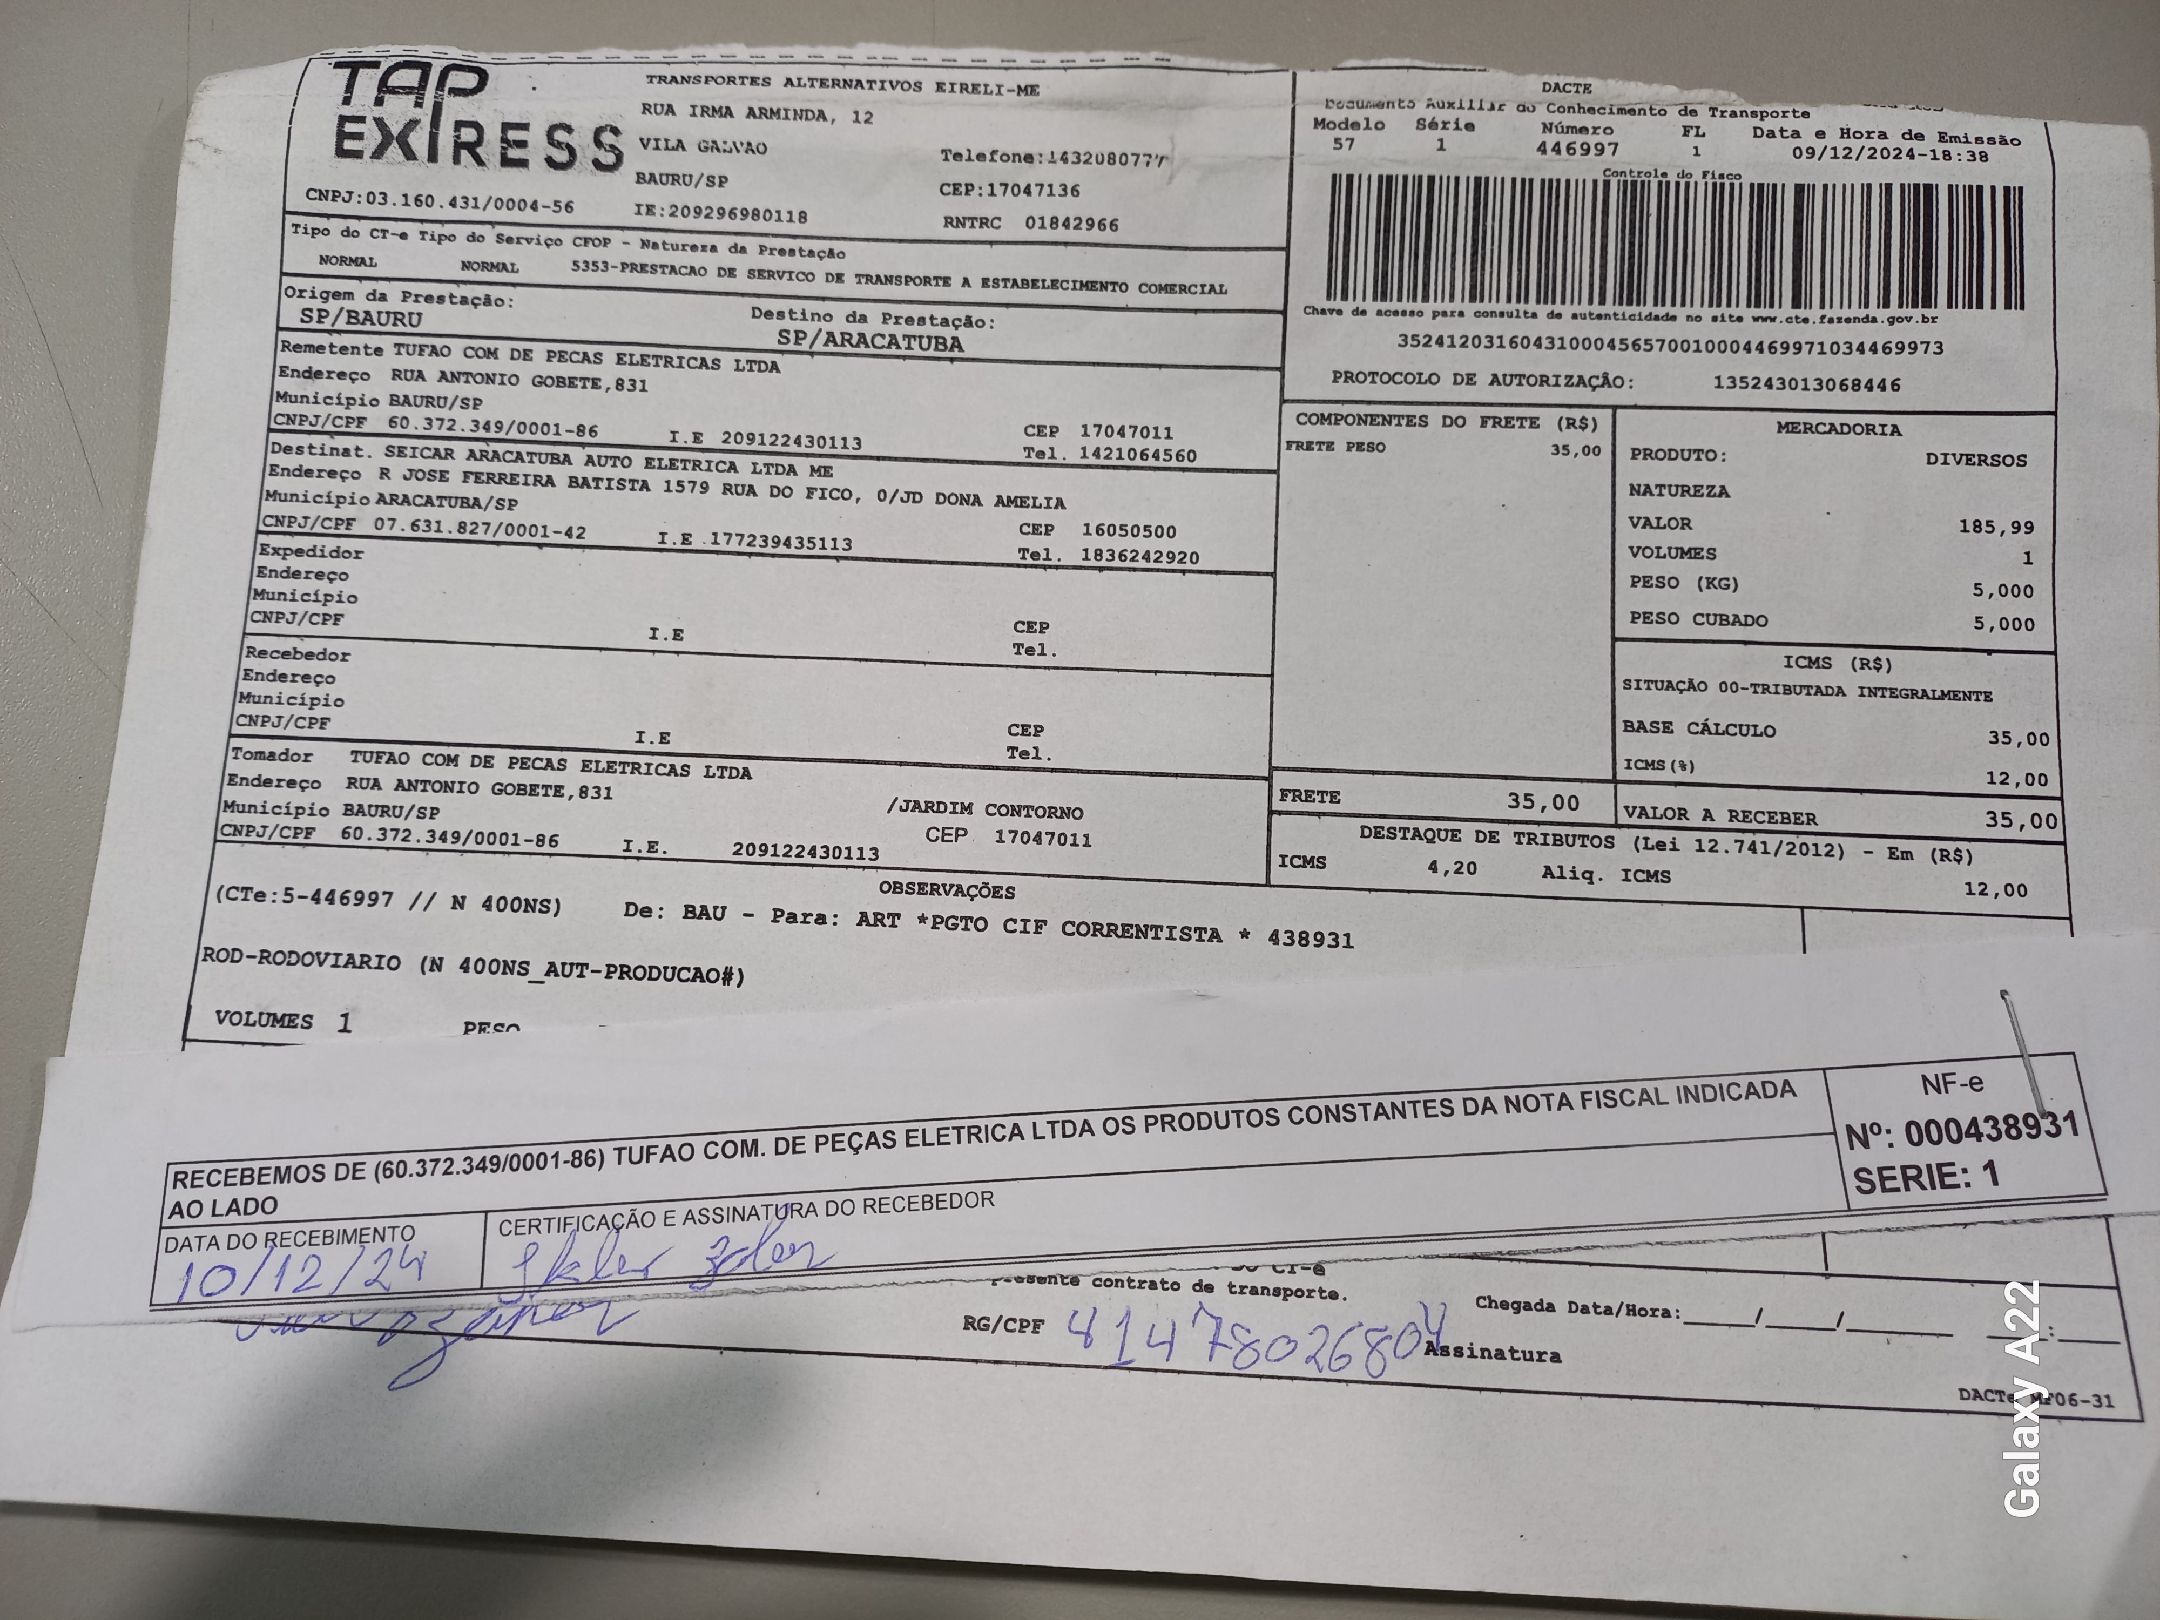 TAP EXPRESS
TRANSPORTES ALTERNATIVOS EIRELI-ME
RUA IRMA ARMINDA, 12
VILA GALVAO Telefone:1432080777
BAURU/SP CEP:17047136
CNPJ:03.160.431/0004-56 IE:209296980118 RNTRC 01842966
DACTE
Documento Auxiliar do Conhecimento de Transporte
Modelo Série Número FL Data e Hora de Emissão
57 1 446997 1 09/12/2024-18:38
Controle do Fisco
Chave de acesso para consulta de autenticidade no site www.cte.fazenda.gov.br
35241203160431000456570010004469971034469973
PROTOCOLO DE AUTORIZAÇÃO: 135243013068446
Tipo do CT-e Tipo do Serviço CFOP - Natureza da Prestação
NORMAL NORMAL 5353-PRESTACAO DE SERVICO DE TRANSPORTE A ESTABELECIMENTO COMERCIAL
Origem da Prestação: Destino da Prestação:
SP/BAURU SP/ARACATUBA
Remetente TUFAO COM DE PECAS ELETRICAS LTDA
Endereço RUA ANTONIO GOBETE,831
Município BAURU/SP CEP 17047011
CNPJ/CPF 60.372.349/0001-86 I.E 209122430113 Tel. 1421064560
Destinat. SEICAR ARACATUBA AUTO ELETRICA LTDA ME
Endereço R JOSE FERREIRA BATISTA 1579 RUA DO FICO, 0/JD DONA AMELIA
Município ARACATUBA/SP CEP 16050500
CNPJ/CPF 07.631.827/0001-42 I.E 177239435113 Tel. 1836242920
Expedidor
Endereço
Município CEP
CNPJ/CPF I.E Tel.
Recebedor
Endereço
Município CEP
CNPJ/CPF I.E Tel.
Tomador TUFAO COM DE PECAS ELETRICAS LTDA
Endereço RUA ANTONIO GOBETE,831 /JARDIM CONTORNO
Município BAURU/SP CEP 17047011
CNPJ/CPF 60.372.349/0001-86 I.E. 209122430113
COMPONENTES DO FRETE (R$)
FRETE PESO 35,00
MERCADORIA
PRODUTO: DIVERSOS
NATUREZA
VALOR 185,99
VOLUMES 1
PESO (KG) 5,000
PESO CUBADO 5,000
ICMS (R$)
SITUAÇÃO 00-TRIBUTADA INTEGRALMENTE
BASE CÁLCULO 35,00
ICMS(%) 12,00
FRETE 35,00 VALOR A RECEBER 35,00
DESTAQUE DE TRIBUTOS (Lei 12.741/2012) - Em (R$)
ICMS 4,20 Aliq. ICMS 12,00
OBSERVAÇÕES
(CTe:5-446997 // N 400NS) De: BAU - Para: ART *PGTO CIF CORRENTISTA * 438931
ROD-RODOVIARIO (N 400NS_AUT-PRODUCAO#)
VOLUMES 1 PESO
RECEBEMOS DE (60.372.349/0001-86) TUFAO COM. DE PEÇAS ELETRICA LTDA OS PRODUTOS CONSTANTES DA NOTA FISCAL INDICADA
AO LADO
NF-e
Nº: 000438931
SERIE: 1
DATA DO RECEBIMENTO CERTIFICAÇÃO E ASSINATURA DO RECEBEDOR
10/12/24
CT-e
Presente contrato de transporte.
RG/CPF 41478026804 Chegada Data/Hora:____/____/______ ___:____
Assinatura
DACTe MF06-31
Galaxy A22